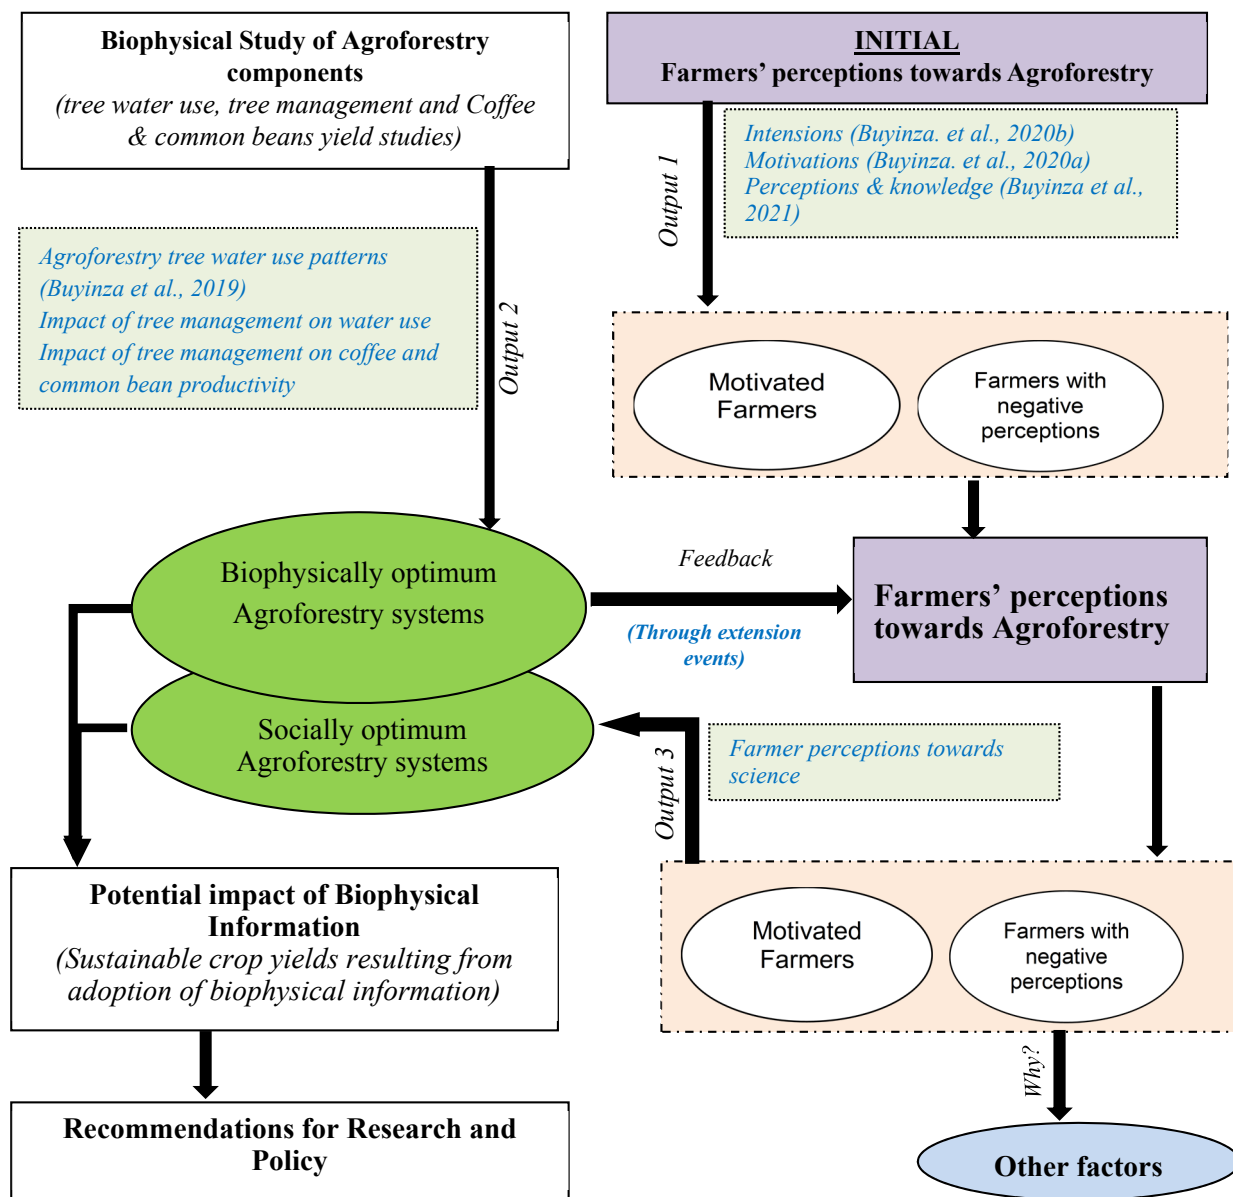 Biophysical Study of Agroforestry
components
(tree water use, tree management and Coffee
& common beans yield studies)
INITIAL
Farmers’ perceptions towards Agroforestry
Output 1
Intensions (Buyinza. et al., 2020b)
Motivations (Buyinza. et al., 2020a)
Perceptions & knowledge (Buyinza et al.,
2021)
Agroforestry tree water use patterns
(Buyinza et al., 2019)
Impact of tree management on water use
Impact of tree management on coffee and
common bean productivity
Output 2
Motivated
Farmers
Farmers with
negative
perceptions
Biophysically optimum
Agroforestry systems
Feedback
(Through extension
events)
Farmers’ perceptions
towards Agroforestry
Socially optimum
Agroforestry systems
Output 3
Farmer perceptions towards
science
Motivated
Farmers
Farmers with
negative
perceptions
Potential impact of Biophysical
Information
(Sustainable crop yields resulting from
adoption of biophysical information)
Why?
Recommendations for Research and
Policy
Other factors